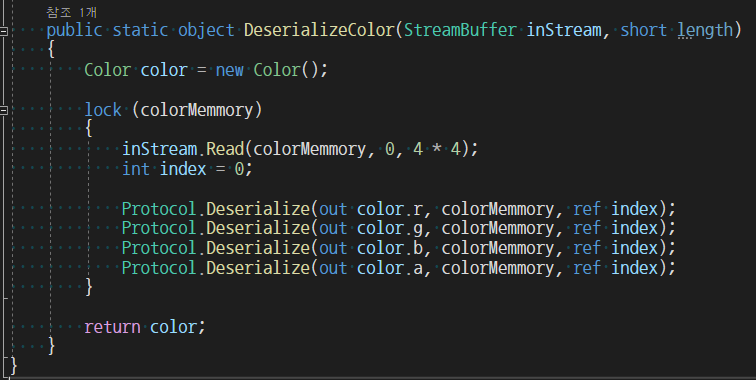 참조 1개
public static object DeserializeColor(StreamBuffer inStream, short length)
{
Color color = new Color();
lock (colorMemmory)
{
inStream.Read(colorMemmory, 0, 4 * 4);
int index = 0;
Protocol.Deserialize(out color.r, colorMemmory, ref index);
Protocol.Deserialize(out color.g, colorMemmory, ref index);
Protocol.Deserialize(out color.b, colorMemmory, ref index);
Protocol.Deserialize(out color.a, colorMemmory, ref index);
}
return color;
}
}